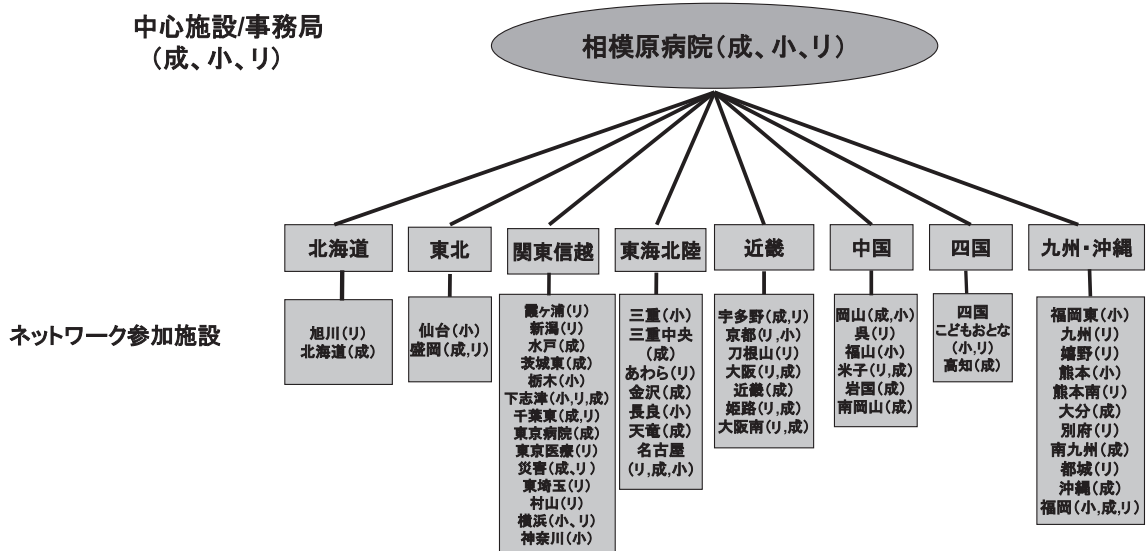 中心施設/事務局
(成、小、リ)
相模原病院(成、小、リ)
北海道
東北
関東信越
東海北陸
近畿
中国
四国
九州・沖縄
ネットワーク参加施設
旭川(リ)
北海道(成)
仙台(小)
盛岡(成,リ)
霞ヶ浦(リ)
新潟(リ)
水戸(成)
茨城東(成)
栃木(小)
下志津(小,リ,成)
千葉東(成,リ)
東京病院(成)
東京医療(リ)
災害(成、リ)
東埼玉(リ)
村山(リ)
横浜(小、リ)
神奈川(小)
三重(小)
三重中央
(成)
あわら(リ)
金沢(成)
長良(小)
天竜(成)
名古屋
(リ,成,小)
宇多野(成,リ)
京都(リ,小)
刀根山(リ)
大阪(リ,成)
近畿(成)
姫路(リ,成)
大阪南(リ,成)
岡山(成,小)
呉(リ)
福山(小)
米子(リ,成)
岩国(成)
南岡山(成)
四国
こどもおとな
(小,リ)
高知(成)
福岡東(小)
九州(リ)
嬉野(リ)
熊本(小)
熊本南(リ)
大分(成)
別府(リ)
南九州(成)
都城(リ)
沖縄(成)
福岡(小,成,リ)